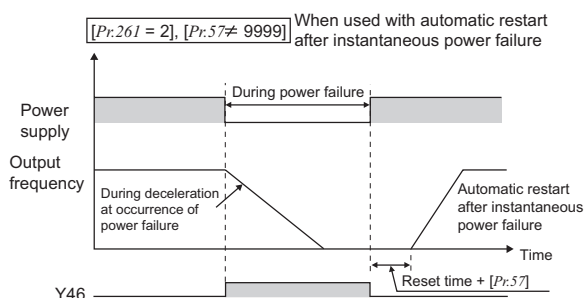 [Pr.261 = 2], [Pr.57≠ 9999]
When used with automatic restart
after instantaneous power failure
During power failure
Power
supply
Output
frequency
During deceleration
at occurrence of
power failure
Automatic restart
after instantaneous
power failure
Time
Reset time + [Pr.57]
Y46